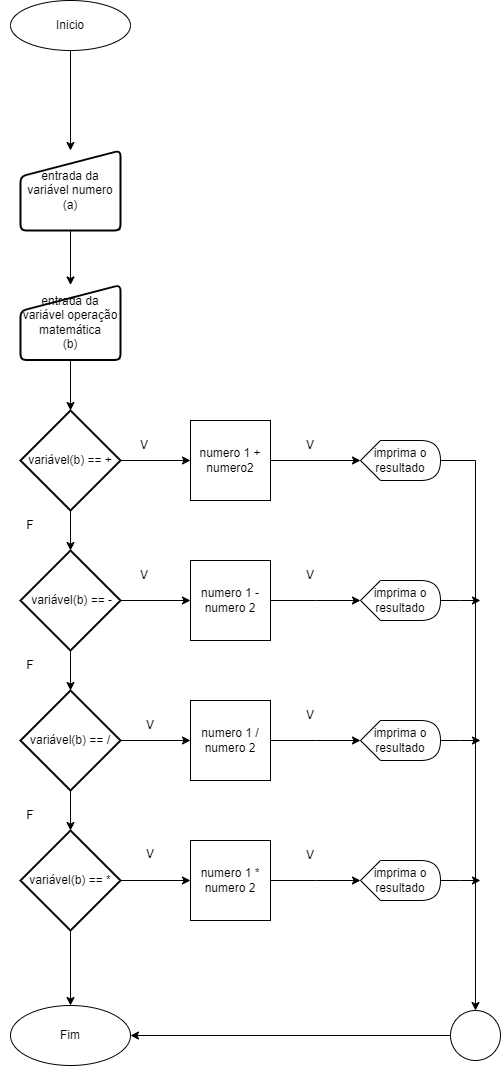 Inicio
entrada da
variável numero
(a)
entrada da
variável operação
matemática
(b)
variável(b) == +
V
numero 1 +
numero2
V
imprima o
resultado
F
variável(b) == -
V
numero 1 -
numero 2
V
imprima o
resultado
F
variável(b) == /
V
numero 1 /
numero 2
V
imprima o
resultado
F
variável(b) == *
V
numero 1 *
numero 2
V
imprima o
resultado
Fim